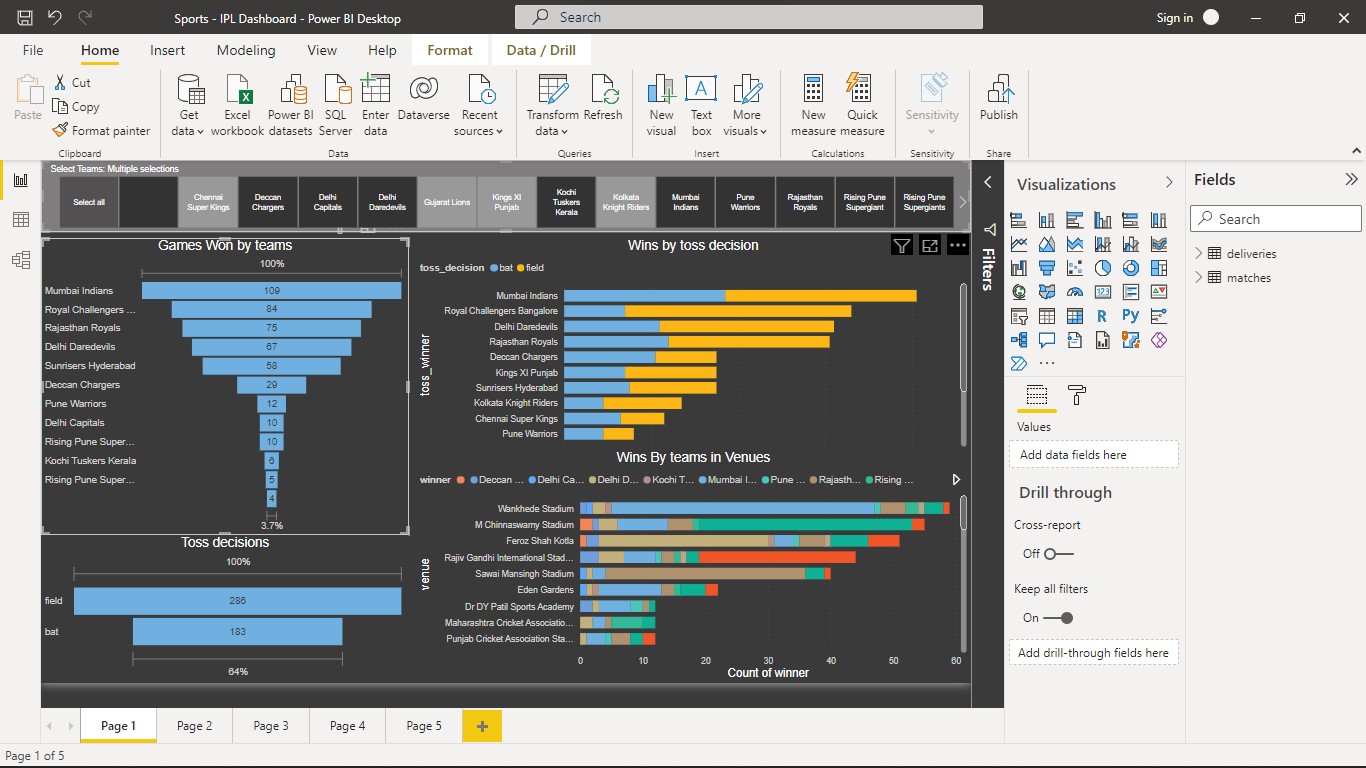 Sports - IPL Dashboard - Power BI Desktop
Search
Sign in
File Home Insert Modeling View Help Format Data / Drill
Paste
Cut
Copy
Format painter
Clipboard
Get data
Excel workbook
Power BI datasets
SQL Server
Enter data
Dataverse
Recent sources
Data
Transform data
Refresh
Queries
New visual
Text box
More visuals
Insert
New measure
Quick measure
Calculations
Sensitivity
Sensitivity
Publish
Share
Select Teams: Multiple selections
Select all
Chennai Super Kings
Deccan Chargers
Delhi Capitals
Delhi Daredevils
Gujarat Lions
Kings XI Punjab
Kochi Tuskers Kerala
Kolkata Knight Riders
Mumbai Indians
Pune Warriors
Rajasthan Royals
Rising Pune Supergiant
Rising Pune Supergiants
Games Won by teams
100%
Mumbai Indians 109
Royal Challengers ... 84
Rajasthan Royals 75
Delhi Daredevils 67
Sunrisers Hyderabad 58
Deccan Chargers 29
Pune Warriors 12
Delhi Capitals 10
Rising Pune Super... 10
Kochi Tuskers Kerala 6
Rising Pune Super... 5
4
3.7%
Toss decisions
100%
field 286
bat 183
64%
Wins by toss decision
toss_decision bat field
toss_winner
Mumbai Indians
Royal Challengers Bangalore
Delhi Daredevils
Rajasthan Royals
Deccan Chargers
Kings XI Punjab
Sunrisers Hyderabad
Kolkata Knight Riders
Chennai Super Kings
Pune Warriors
Wins By teams in Venues
winner Deccan ... Delhi Ca... Delhi D... Kochi T... Mumbai I... Pune ... Rajasth... Rising ...
venue
Wankhede Stadium
M Chinnaswamy Stadium
Feroz Shah Kotla
Rajiv Gandhi International Stad...
Sawai Mansingh Stadium
Eden Gardens
Dr DY Patil Sports Academy
Maharashtra Cricket Associatio...
Punjab Cricket Association Sta...
0 10 20 30 40 50 60
Count of winner
Filters
Visualizations
R Py
123
Values
Add data fields here
Drill through
Cross-report
Off
Keep all filters
On
Add drill-through fields here
Fields
Search
deliveries
matches
Page 1 Page 2 Page 3 Page 4 Page 5
Page 1 of 5